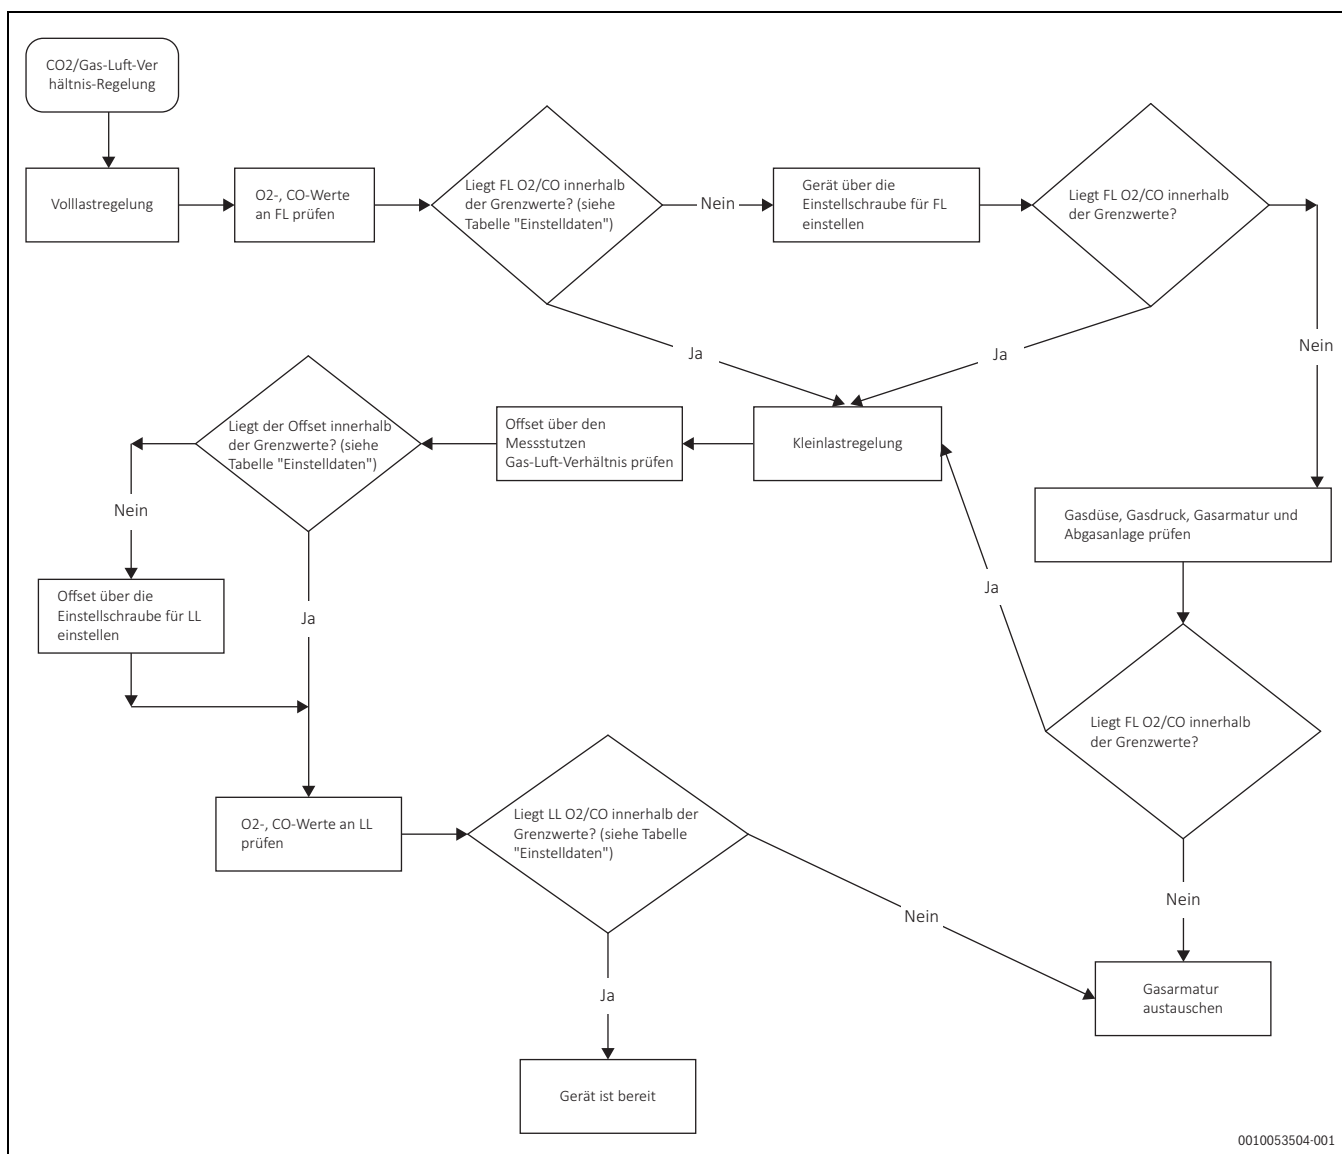 CO2/Gas-Luft-Ver
hältnis-Regelung
Volllastregelung
O2-, CO-Werte
an FL prüfen
Liegt FL O2/CO innerhalb
der Grenzwerte? (siehe
Tabelle "Einstelldaten")
Nein
Gerät über die
Einstellschraube für FL
einstellen
Liegt FL O2/CO innerhalb
der Grenzwerte?
Ja
Ja
Nein
Liegt der Offset innerhalb
der Grenzwerte? (siehe
Tabelle "Einstelldaten")
Offset über den
Messstutzen
Gas-Luft-Verhältnis prüfen
Kleinlastregelung
Nein
Gasdüse, Gasdruck, Gasarmatur und
Abgasanlage prüfen
Offset über die
Einstellschraube für LL
einstellen
Ja
Ja
Liegt FL O2/CO innerhalb
der Grenzwerte?
O2-, CO-Werte an LL
prüfen
Liegt LL O2/CO innerhalb der
Grenzwerte? (siehe Tabelle
"Einstelldaten")
Nein
Nein
Ja
Gasarmatur
austauschen
Gerät ist bereit
0010053504-001